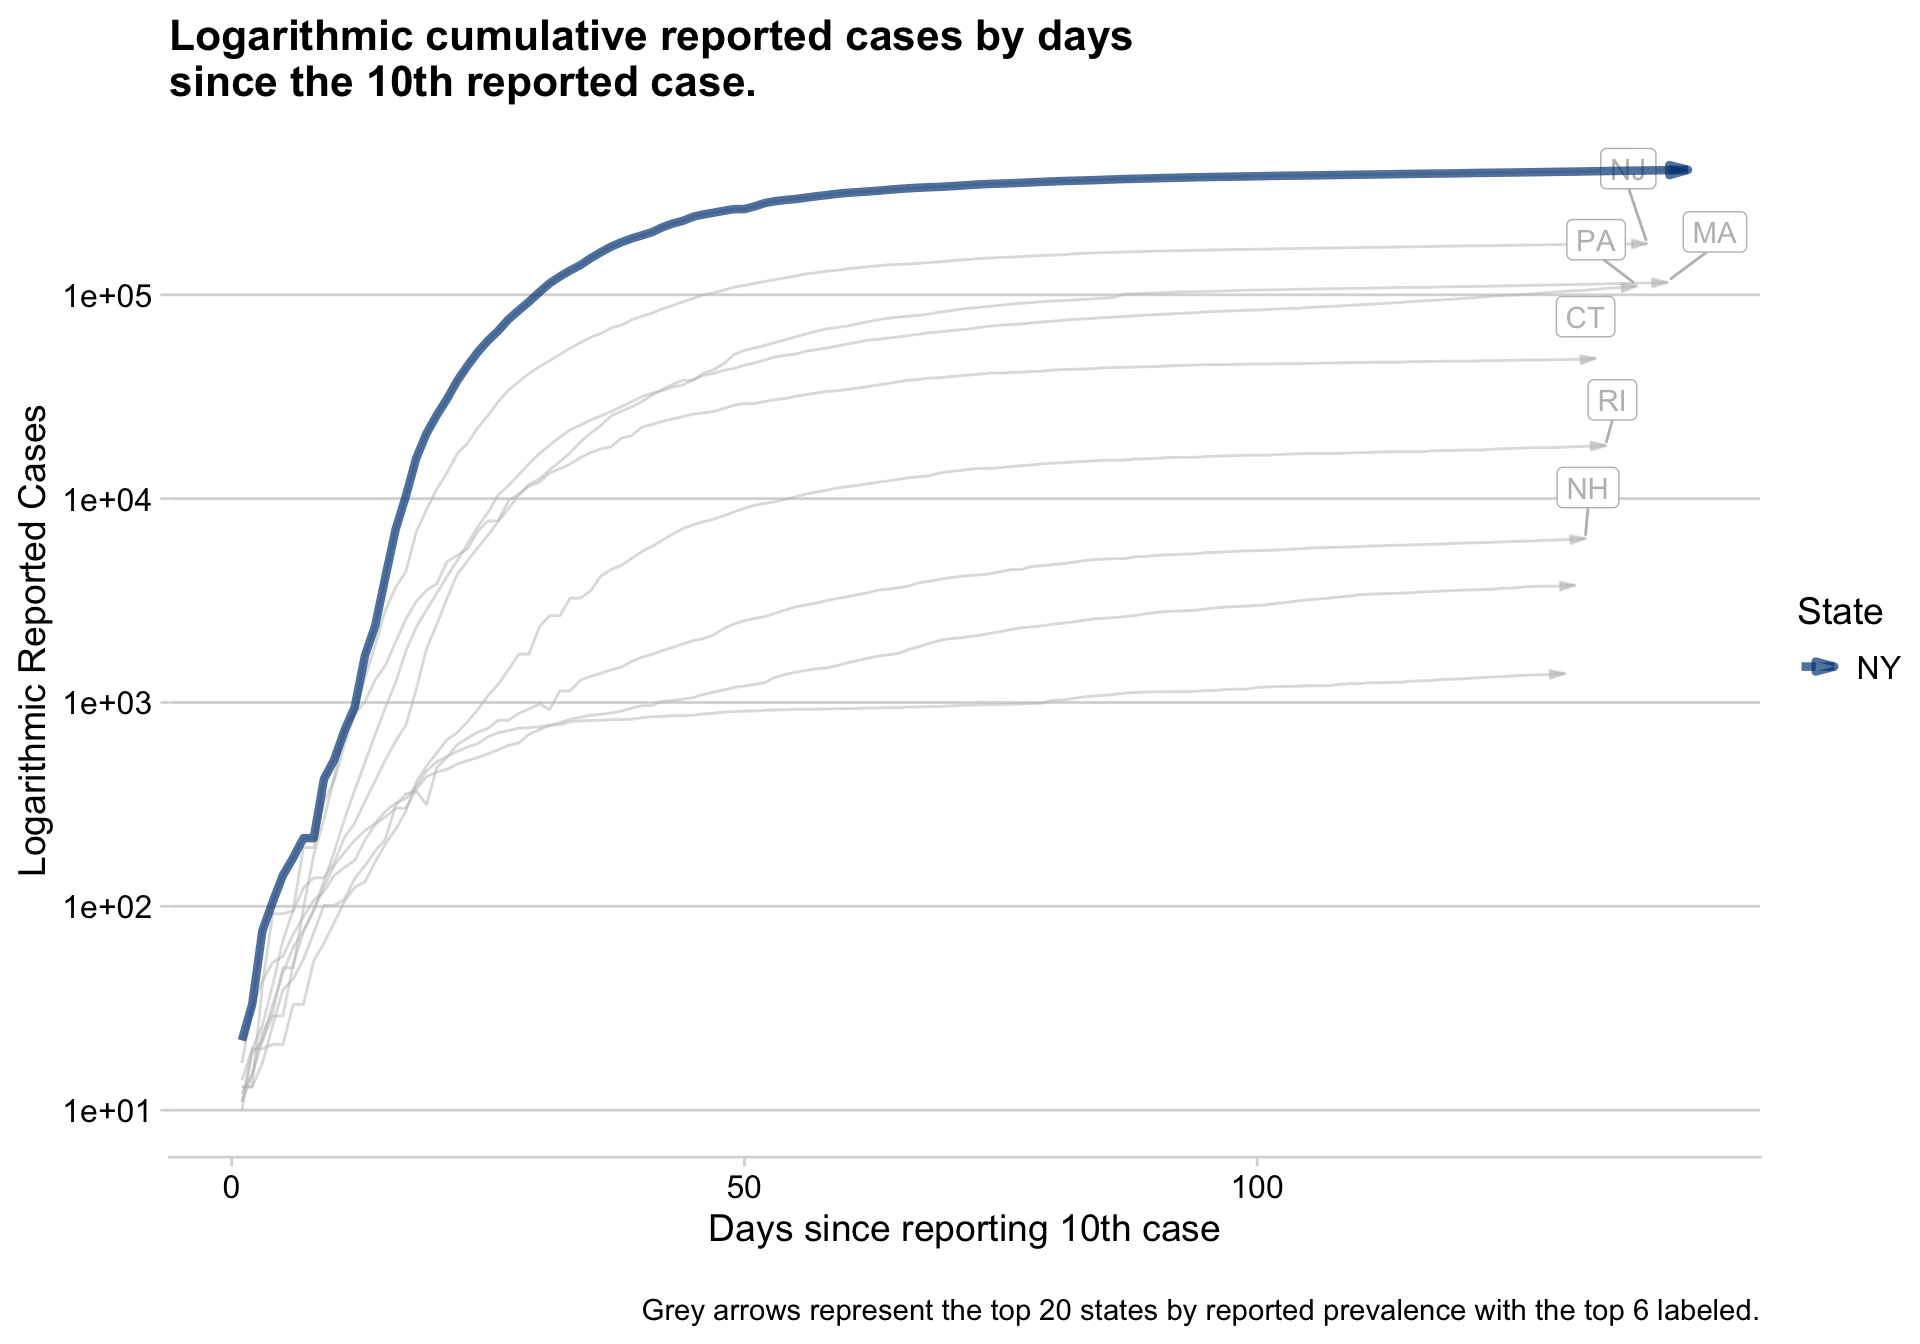 Logarithmic cumulative reported cases by days
since the 10th reported case.
NJ
MA
PA
1e+05
CT
RI
1e+04
NH
Logarithmic Reported Cases
State
NY
1e+03
1e+02
1e+01
0
50
100
Days since reporting 10th case
Grey arrows represent the top 20 states by reported prevalence with the top 6 labeled.